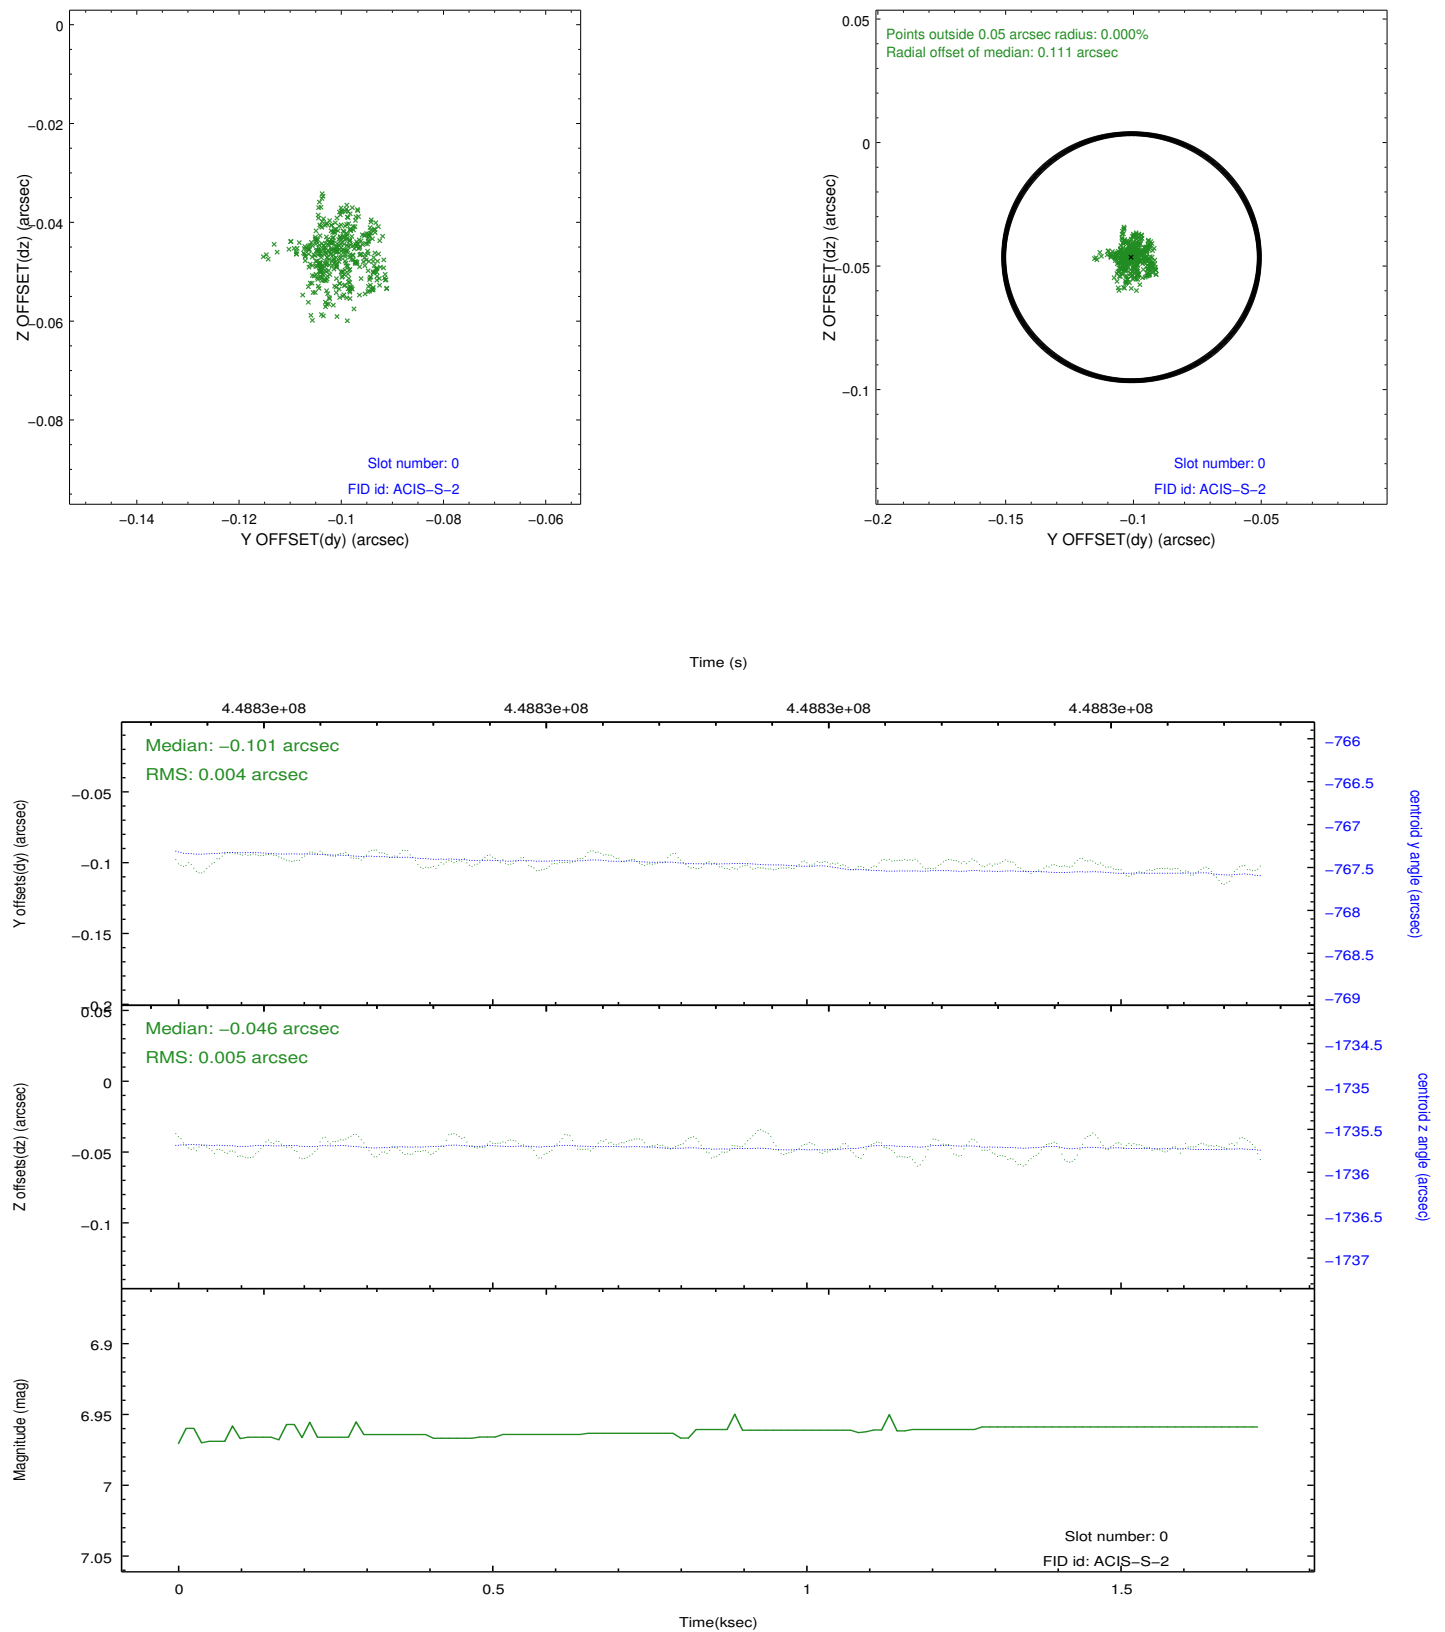 0
−0.02
−0.04
−0.06
−0.08
Z OFFSET(dz) (arcsec)
Slot number: 0
FID id: ACIS−S−2
−0.14
−0.12
−0.1
−0.08
−0.06
Y OFFSET(dy) (arcsec)
0.05
0
−0.05
−0.1
Z OFFSET(dz) (arcsec)
Points outside 0.05 arcsec radius: 0.000%
Radial offset of median: 0.111 arcsec
Slot number: 0
FID id: ACIS−S−2
−0.2
−0.15
−0.1
−0.05
Y OFFSET(dy) (arcsec)
Time (s)
4.4883e+08
4.4883e+08
4.4883e+08
4.4883e+08
Median: −0.101 arcsec
RMS: 0.004 arcsec
−0.05
−0.1
−0.15
−0.2
Y offsets(dy) (arcsec)
−766
−766.5
−767
−767.5
−768
−768.5
−769
centroid y angle (arcsec)
Median: −0.046 arcsec
RMS: 0.005 arcsec
0.05
0
−0.05
−0.1
Z offsets(dz) (arcsec)
−1734.5
−1735
−1735.5
−1736
−1736.5
−1737
centroid z angle (arcsec)
6.9
6.95
7
7.05
Magnitude (mag)
Slot number: 0
FID id: ACIS−S−2
0
0.5
1
1.5
Time(ksec)